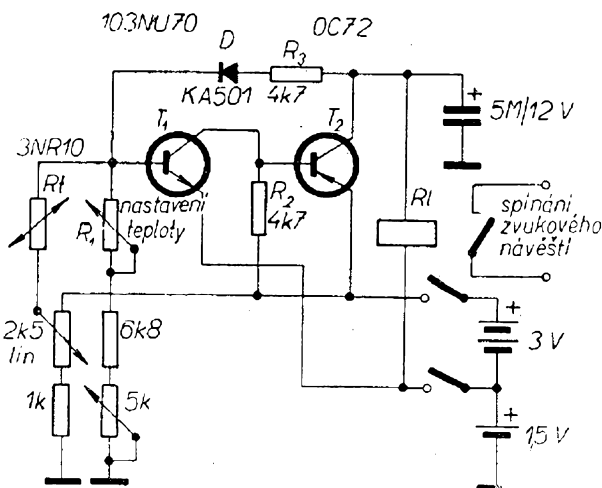 103NU70
0C72
D
R3
KA501
4k7
5M/12 V
+
T1
T2
3NR10
Rt
R1
nastavení
teploty
R2
4k7
Rl
spínání
zvukového
návěští
2k5
lin
6k8
+
3 V
1k
5k
+
1,5 V